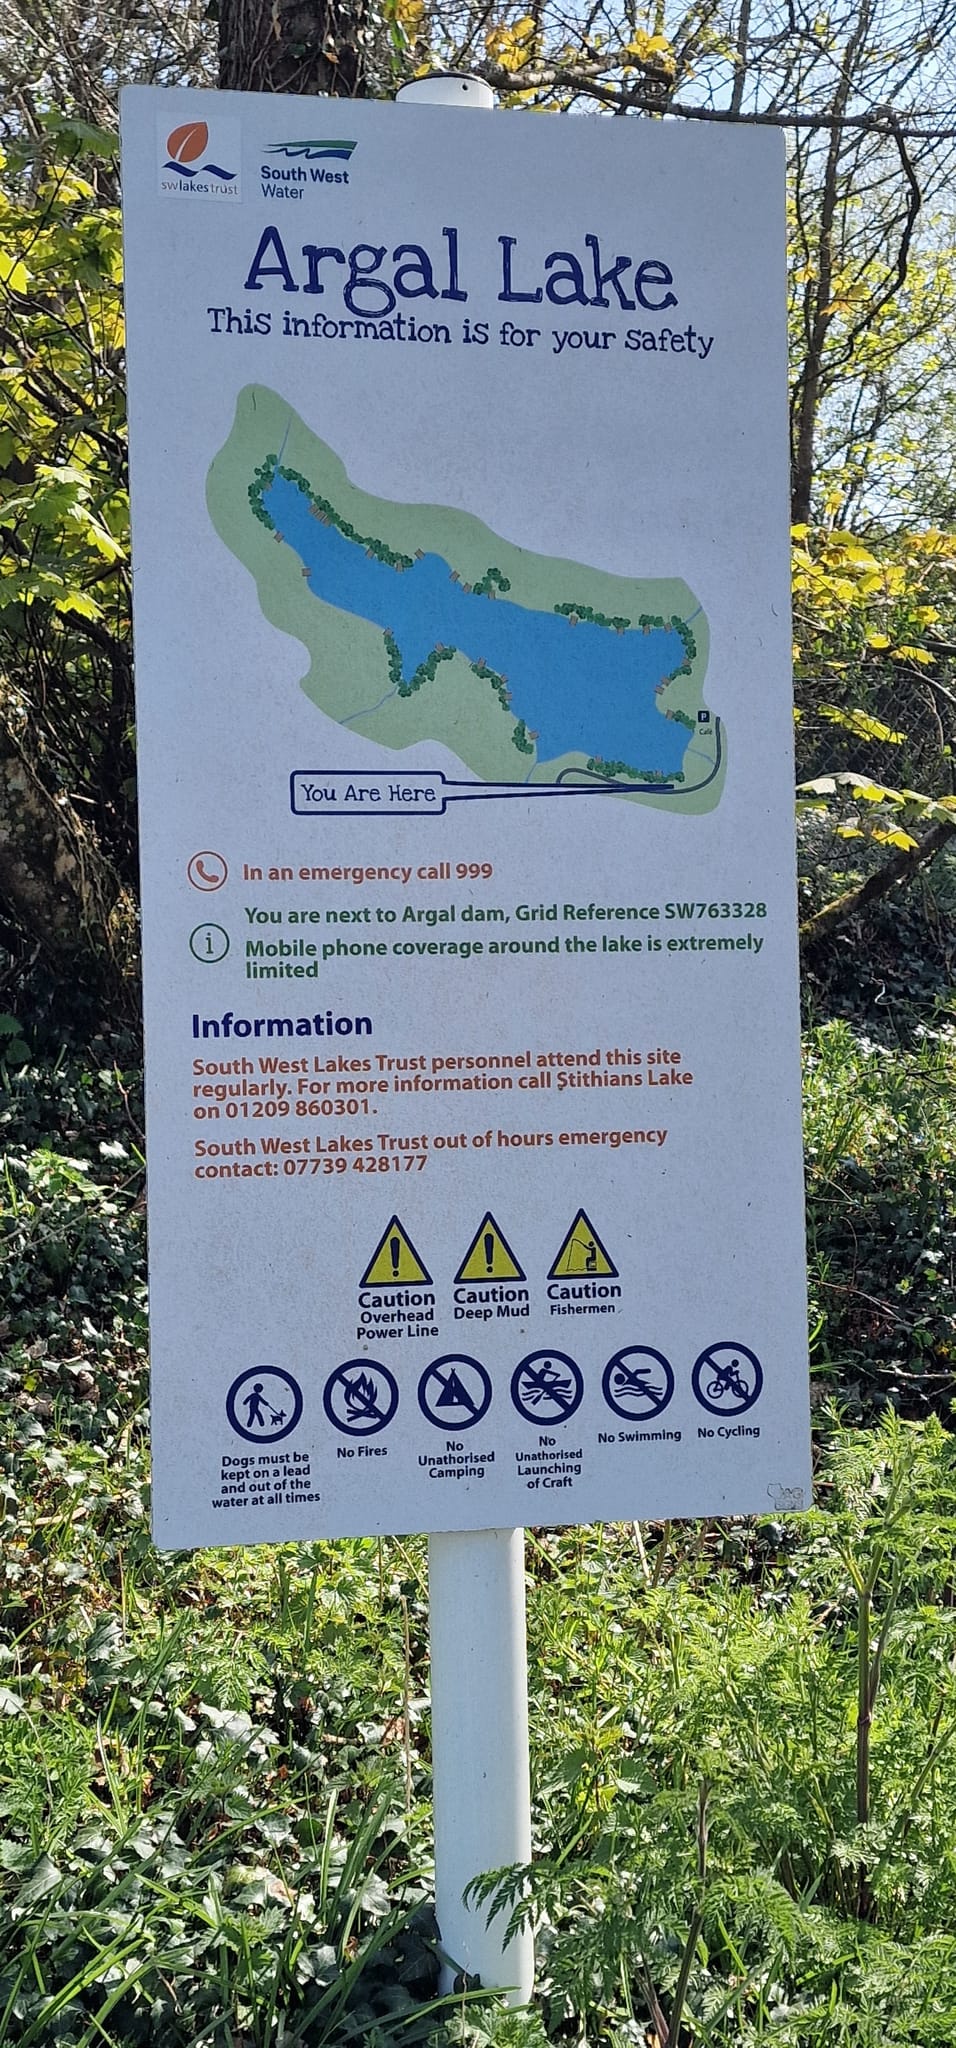 swlakestrust
South West
Water
Argal Lake
This information is for your safety
P
Café
You Are Here
In an emergency call 999
You are next to Argal dam, Grid Reference SW763328
i
Mobile phone coverage around the lake is extremely
limited
Information
South West Lakes Trust personnel attend this site
regularly. For more information call Stithians Lake
on 01209 860301.
South West Lakes Trust out of hours emergency
contact: 07739 428177
Caution
Overhead
Power Line
Caution
Deep Mud
Caution
Fishermen
Dogs must be
kept on a lead
and out of the
water at all times
No Fires
No
Unathorised
Camping
No
Unathorised
Launching
of Craft
No Swimming
No Cycling